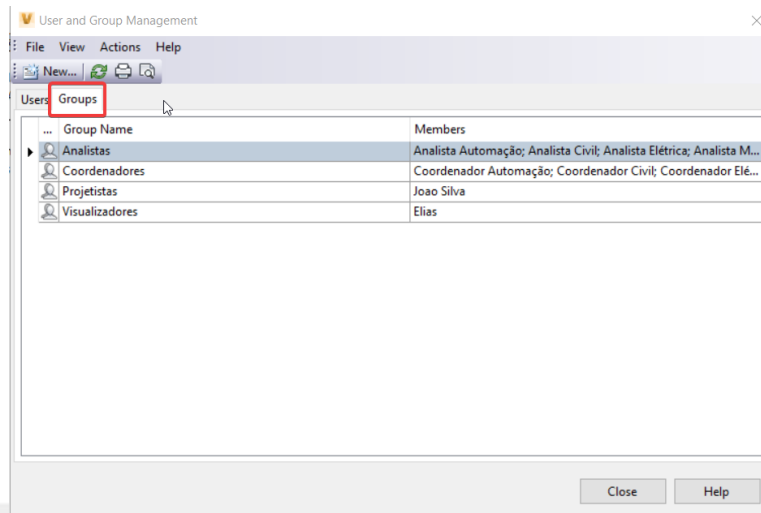 User and Group Management
File View Actions Help
New...
Users Groups
... Group Name Members
Analistas Analista Automação; Analista Civil; Analista Elétrica; Analista M...
Coordenadores Coordenador Automação; Coordenador Civil; Coordenador Elé...
Projetistas Joao Silva
Visualizadores Elias
Close Help